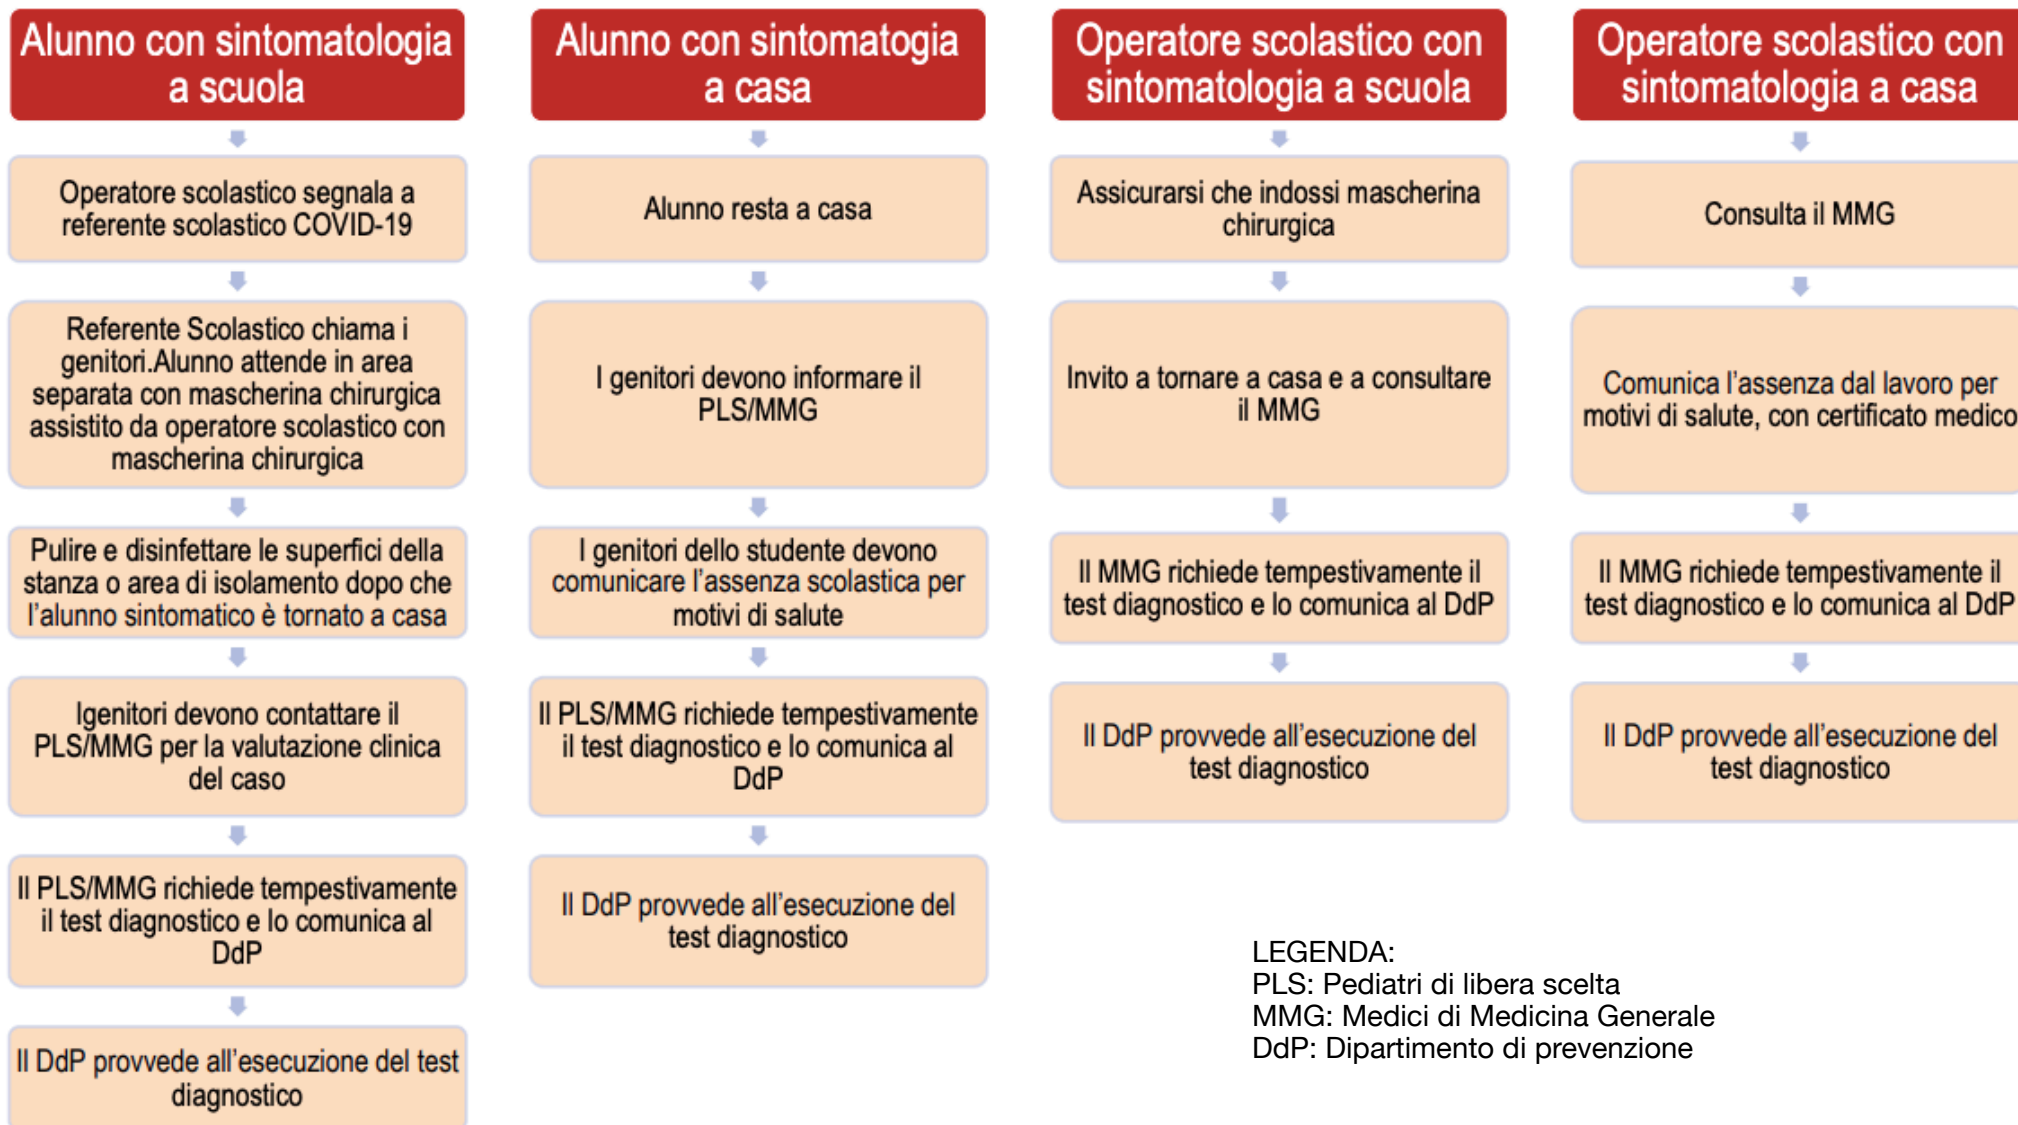 Alunno con sintomatologia
a scuola
Operatore scolastico segnala a
referente scolastico COVID-19
Referente Scolastico chiama i
genitori.Alunno attende in area
separata con mascherina chirurgica
assistito da operatore scolastico con
mascherina chirurgica
Pulire e disinfettare le superfici della
stanza o area di isolamento dopo che
l'alunno sintomatico è tornato a casa
Igenitori devono contattare il
PLS/MMG per la valutazione clinica
del caso
Il PLS/MMG richiede tempestivamente
il test diagnostico e lo comunica al
DdP
Il DdP provvede all'esecuzione del test
diagnostico
Alunno con sintomatogia
a casa
Alunno resta a casa
I genitori devono informare il
PLS/MMG
I genitori dello studente devono
comunicare l'assenza scolastica per
motivi di salute
Il PLS/MMG richiede tempestivamente
il test diagnostico e lo comunica al
DdP
Il DdP provvede all'esecuzione del
test diagnostico
Operatore scolastico con
sintomatologia a scuola
Assicurarsi che indossi mascherina
chirurgica
Invito a tornare a casa e a consultare
il MMG
Il MMG richiede tempestivamente il
test diagnostico e lo comunica al DdP
Il DdP provvede all'esecuzione del
test diagnostico
Operatore scolastico con
sintomatologia a casa
Consulta il MMG
Comunica l'assenza dal lavoro per
motivi di salute, con certificato medico
Il MMG richiede tempestivamente il
test diagnostico e lo comunica al DdP
Il DdP provvede all'esecuzione del
test diagnostico
LEGENDA:
PLS: Pediatri di libera scelta
MMG: Medici di Medicina Generale
DdP: Dipartimento di prevenzione